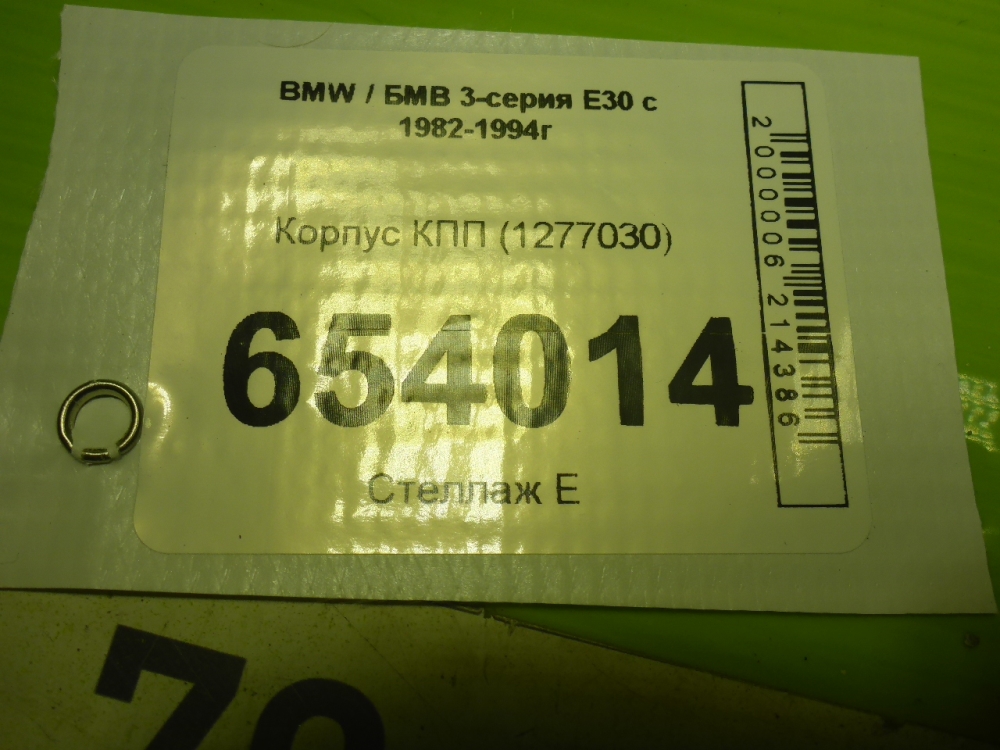 BMW / БМВ 3-серия E30 с
1982-1994г
Корпус КПП (1277030)
654014
Стеллаж Е
2000006214386